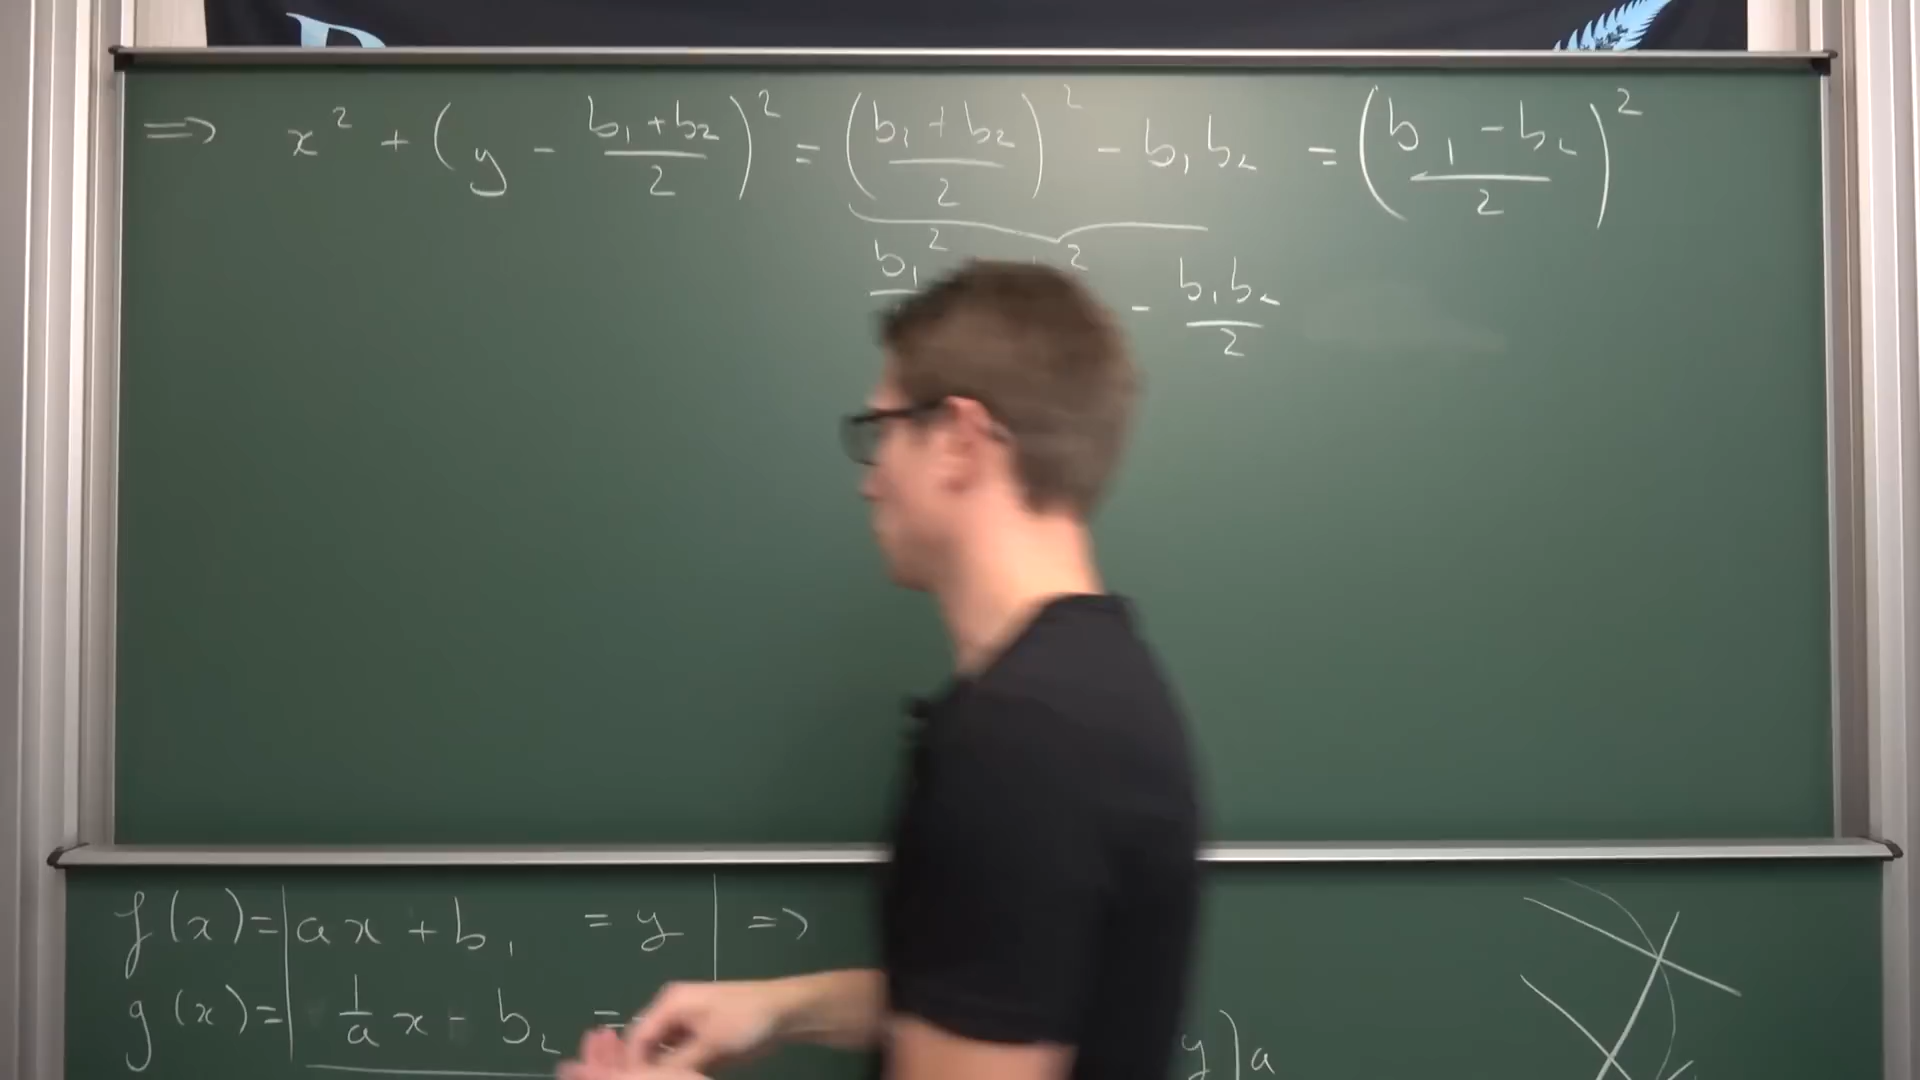 ⇒ x² + (y - (b₁+b₂)/2)² = ((b₁+b₂)/2)² - b₁b₂ = ((b₁-b₂)/2)²
b₁² ² - b₁b₂/2
f(x)= | ax + b₁ = y | ⇒
g(x)= | 1/a x - b₂ =
y) | a